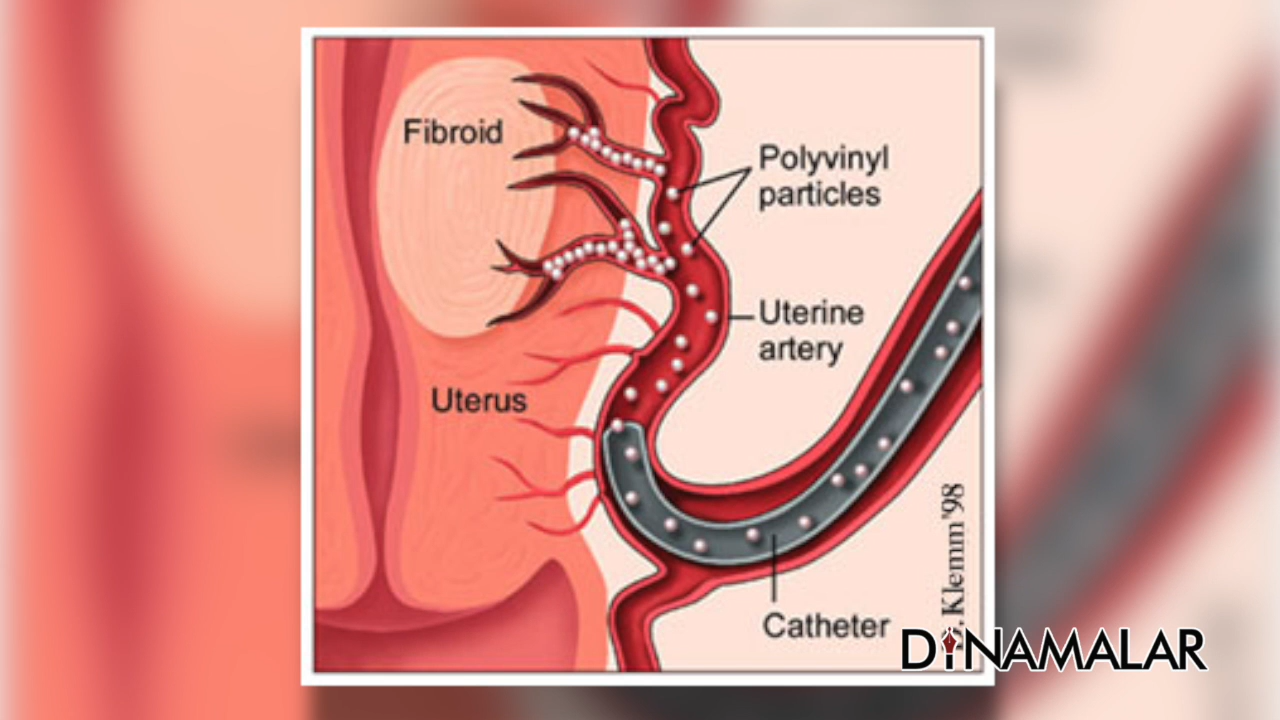 Fibroid
Polyvinyl
particles
Uterine
artery
Uterus
Catheter
Klemm '98
DINAMALAR